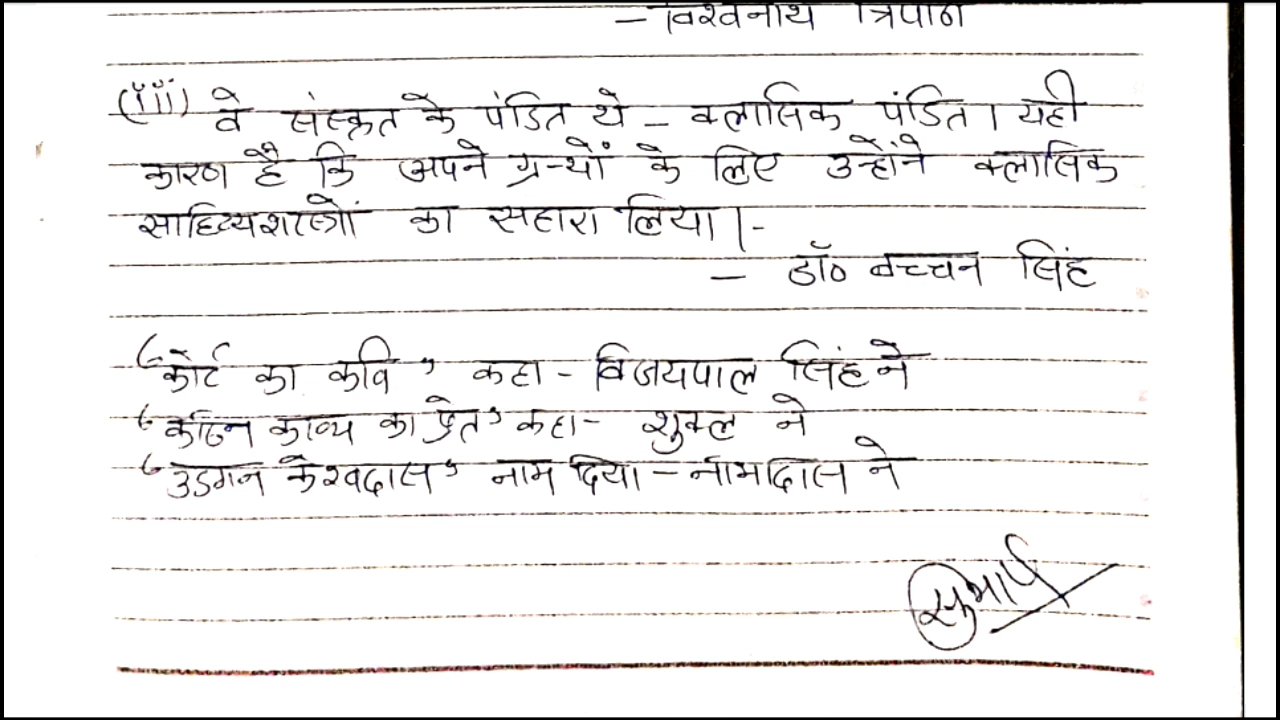 – विश्वनाथ त्रिपाठी
(iii) वे संस्कृत के पंडित थे – क्लासिक पंडित। यही
कारण है कि अपने ग्रन्थों के लिए उन्होंने क्लासिक
साहित्यशास्त्रों का सहारा लिया।-
– डॉ० बच्चन सिंह
'कोर्ट का कवि' कहा – विजयपाल सिंह ने
'कठिन काव्य का प्रेत' कहा – शुक्ल ने
'उडगन केशवदास' नाम दिया – नाभादास ने
सुभाष